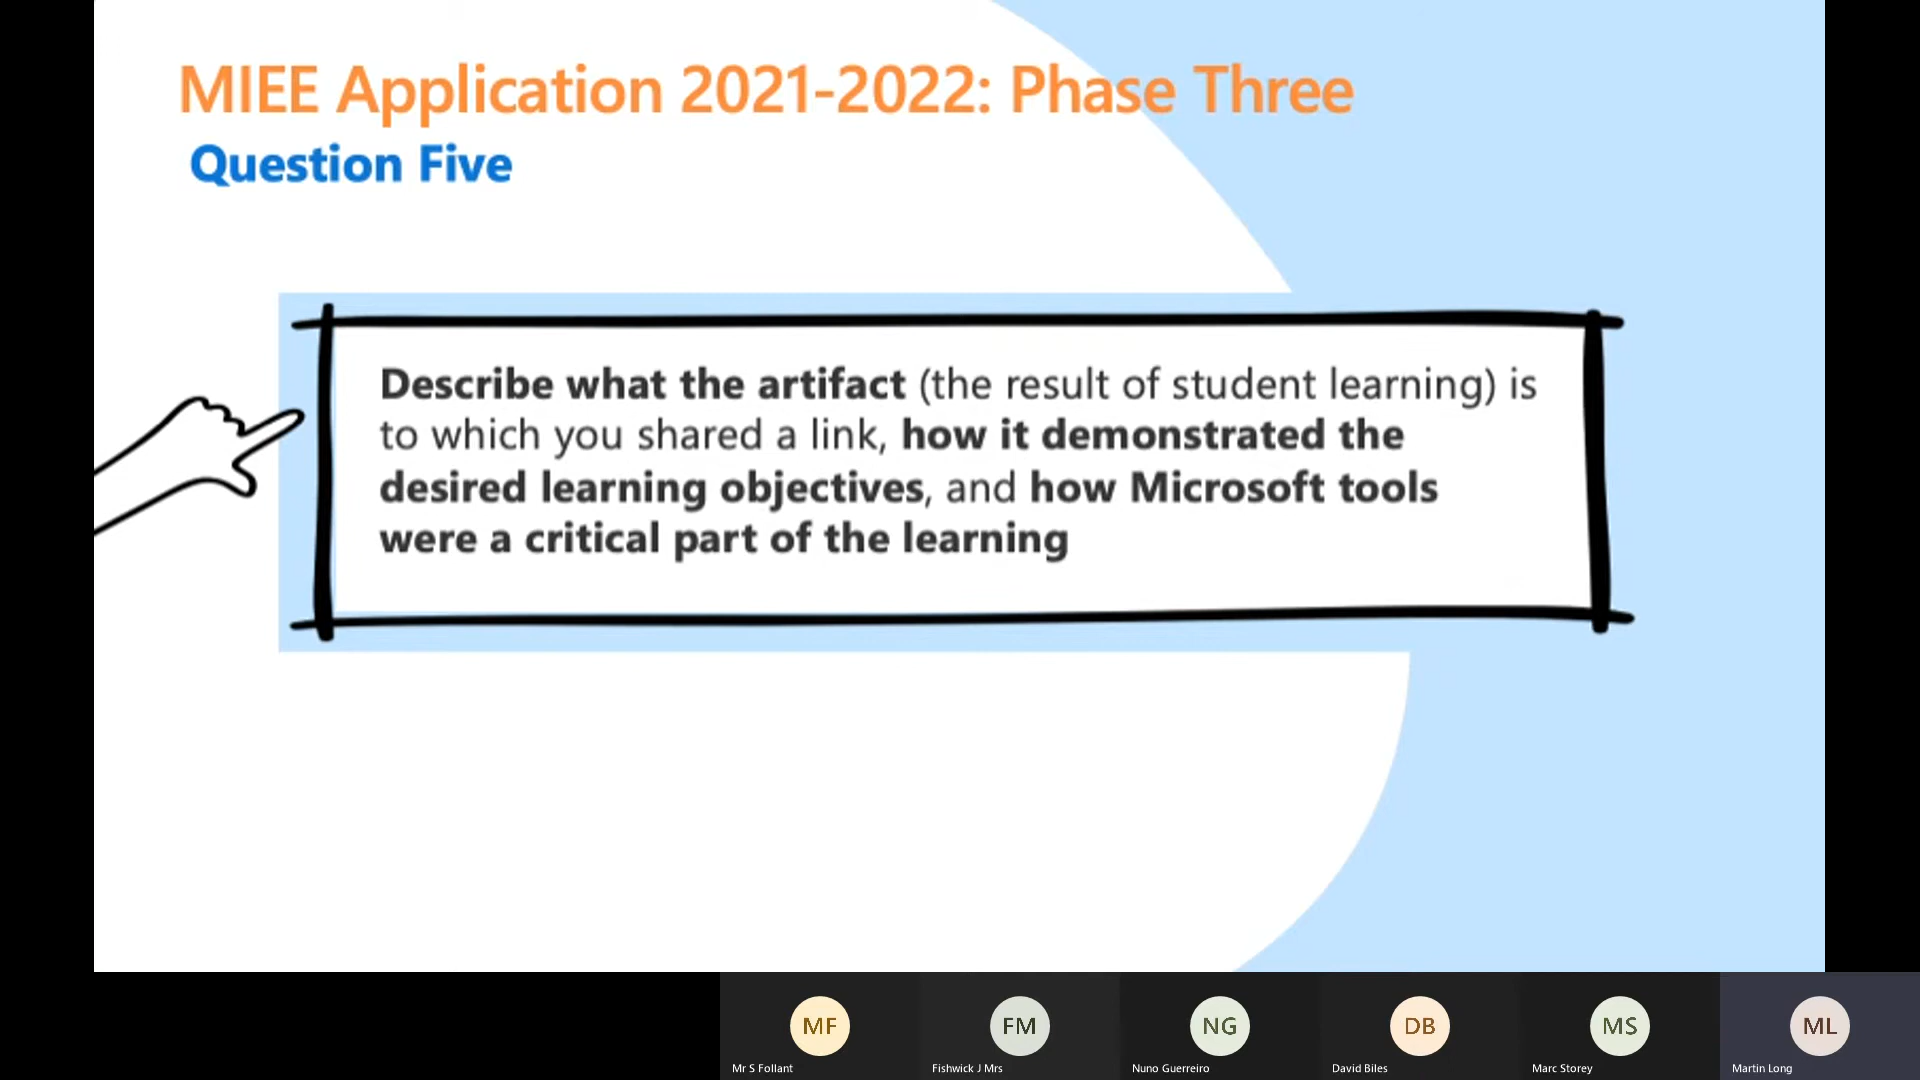 MIEE Application 2021-2022: Phase Three
Question Five
Describe what the artifact (the result of student learning) is
to which you shared a link, how it demonstrated the
desired learning objectives, and how Microsoft tools
were a critical part of the learning
MF
FM
NG
DB
MS
ML
Mr S Follant
Fishwick J Mrs
Nuno Guerreiro
David Biles
Marc Storey
Martin Long